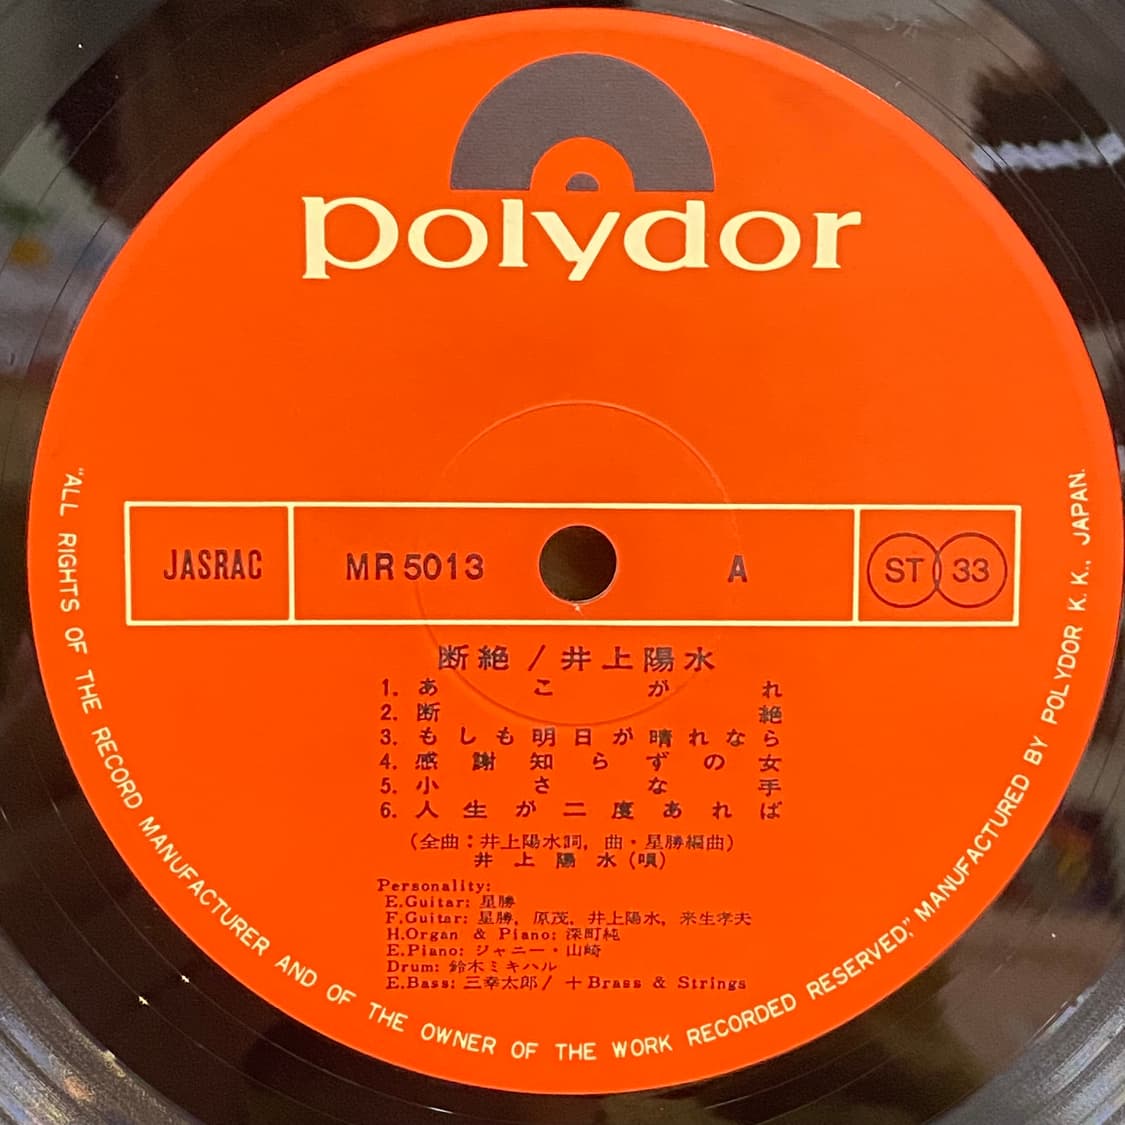 polydor
JASRAC
MR 5013
A
ST 33
断絶 / 井上陽水
1. あこがれ
2. 断絶
3. もしも明日が晴れなら
4. 感謝知らずの女
5. 小さな手
6. 人生が二度あれば
(全曲：井上陽水詞, 曲・星勝編曲)
井上陽水(唄)
Personality:
E.Guitar: 星勝
F.Guitar: 星勝, 原茂, 井上陽水, 来生孝夫
H.Organ & Piano: 深町純
E.Piano: ジャニー・山崎
Drum: 鈴木ミキハル
E.Bass: 三幸太郎 / 十Brass & Strings
"ALL RIGHTS OF THE RECORD MANUFACTURER AND OF THE OWNER OF THE WORK RECORDED RESERVED," MANUFACTURED BY POLYDOR K.K., JAPAN.